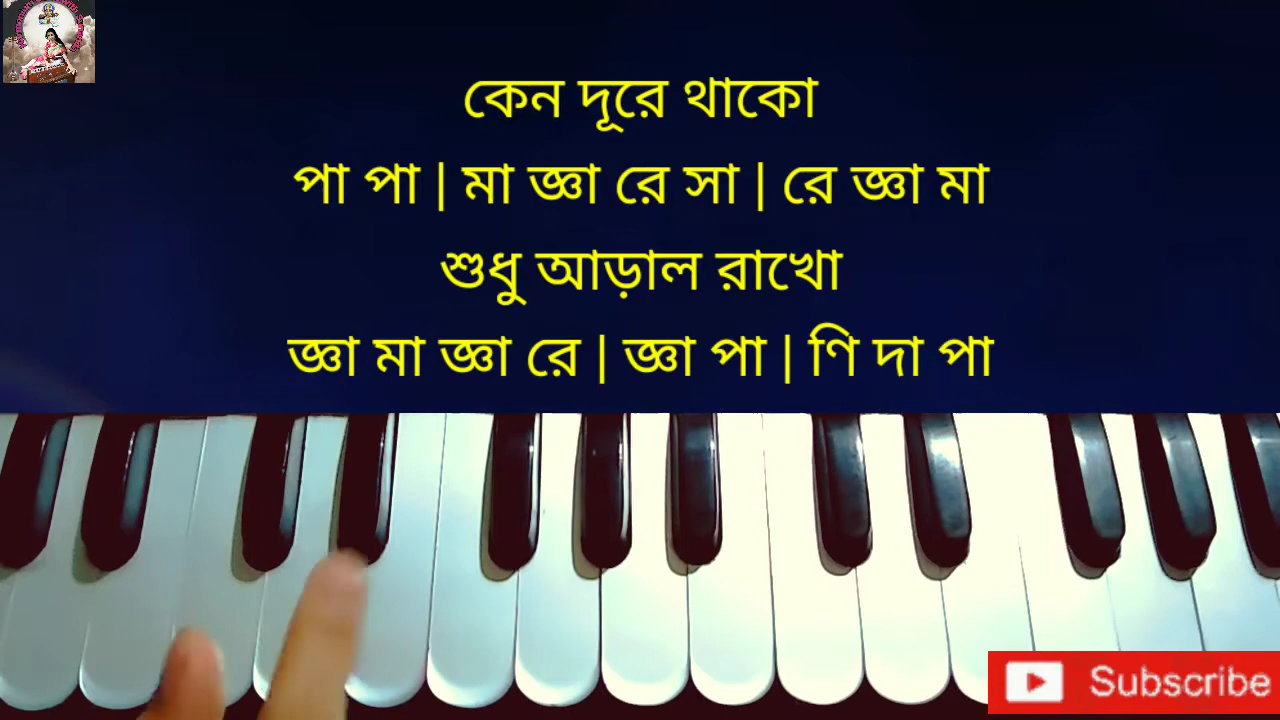 কেন দূরে থাকো
পা পা | মা জ্ঞা রে সা | রে জ্ঞা মা
শুধু আড়াল রাখো
জ্ঞা মা জ্ঞা রে | জ্ঞা পা | ণি দা পা
Subscribe